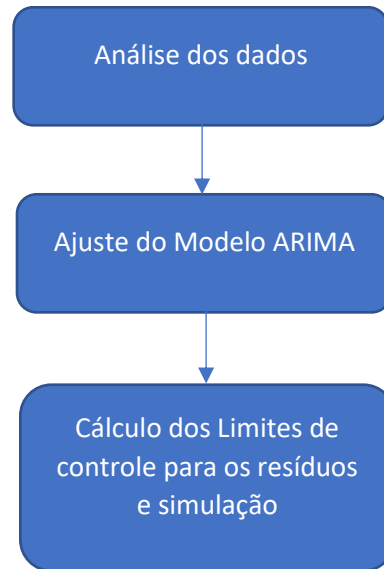 Análise dos dados
Ajuste do Modelo ARIMA
Cálculo dos Limites de
controle para os resíduos
e simulação